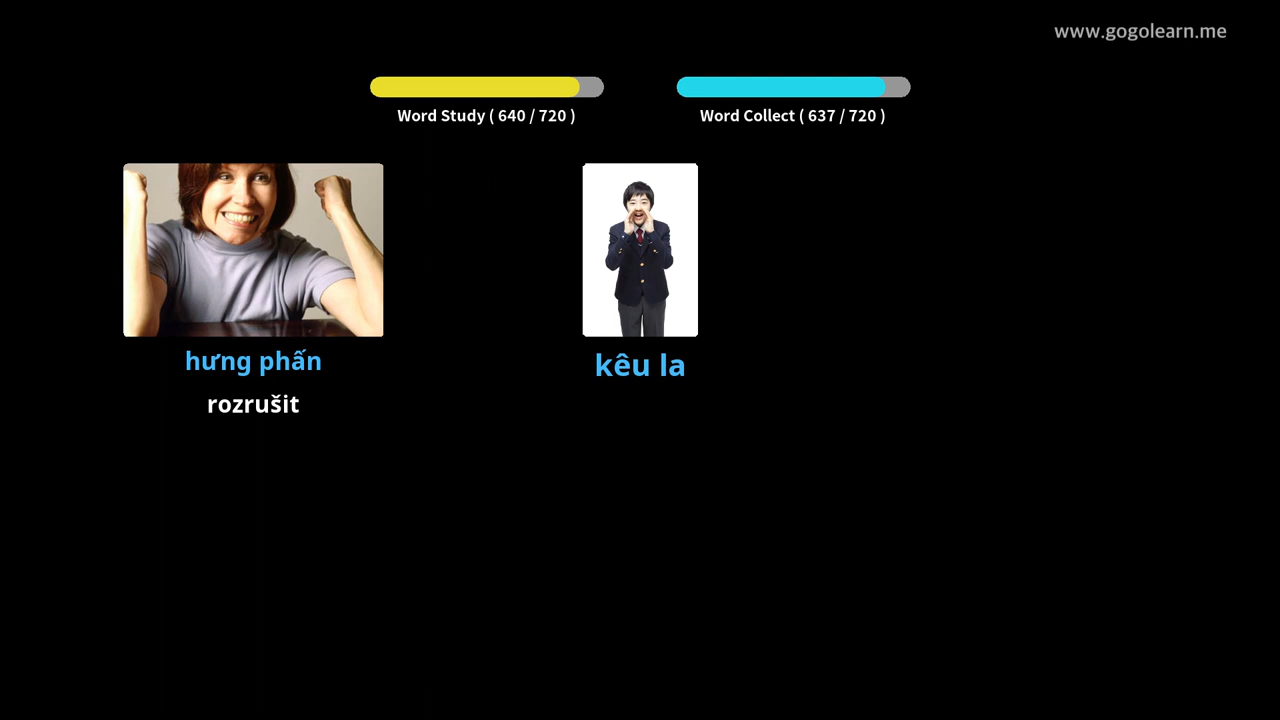 www.gogolearn.me
Word Study ( 640 / 720 )
Word Collect ( 637 / 720 )
hưng phấn
rozrušit
kêu la